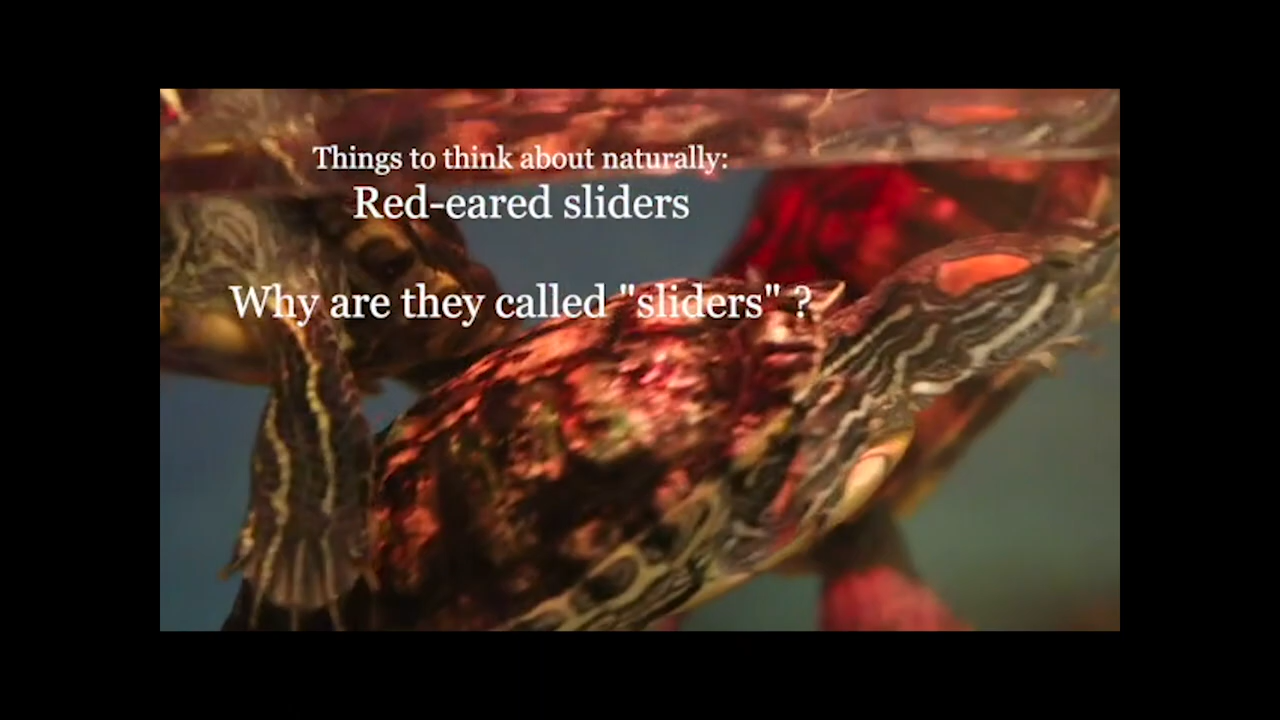 Things to think about naturally:
Red-eared sliders
Why are they called "sliders" ?